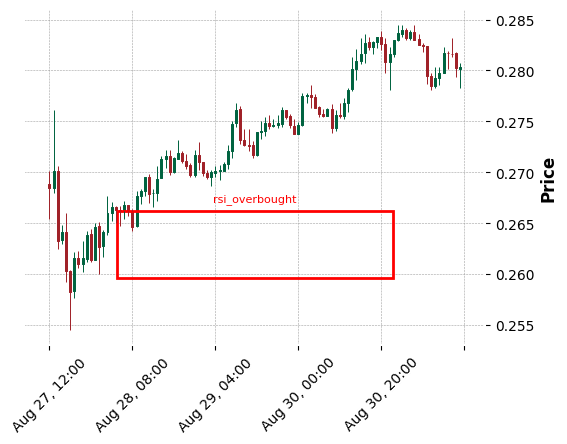 0.285
0.280
0.275
0.270
rsi_overbought
0.265
0.260
0.255
Price
Aug 27, 12:00
Aug 28, 08:00
Aug 29, 04:00
Aug 30, 00:00
Aug 30, 20:00